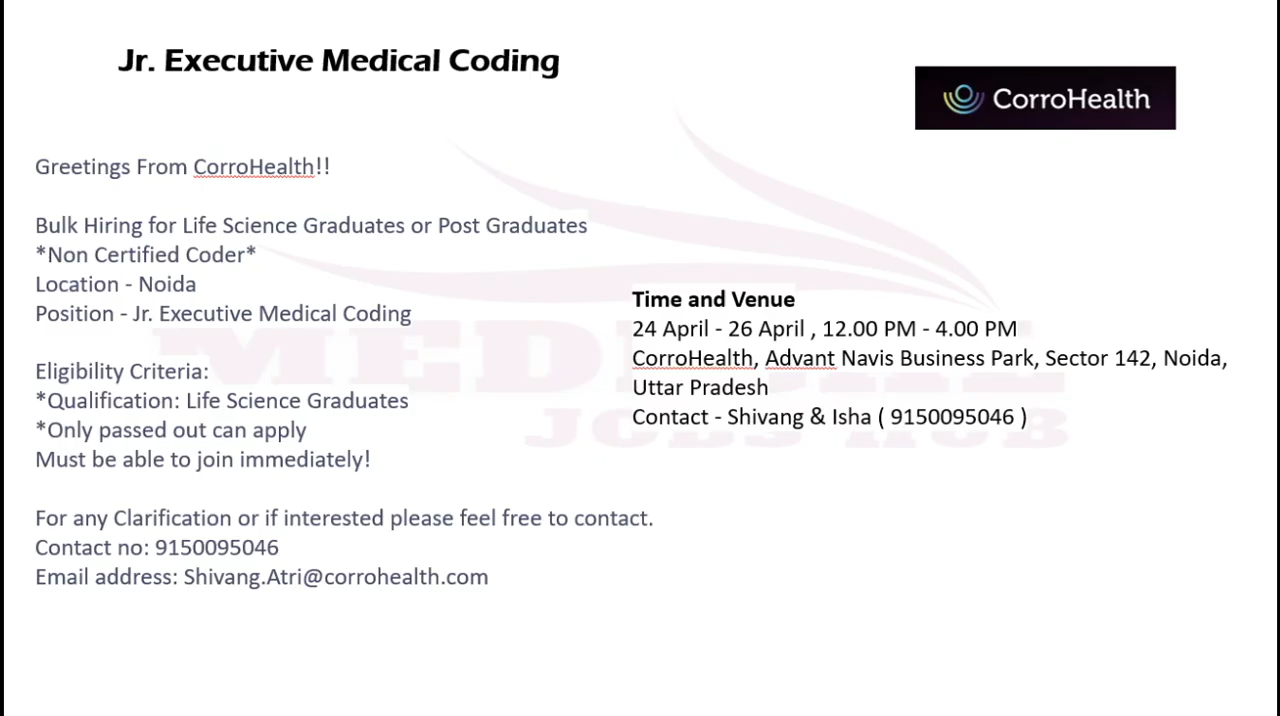 Jr. Executive Medical Coding
CorroHealth
Greetings From CorroHealth!!
Bulk Hiring for Life Science Graduates or Post Graduates
*Non Certified Coder*
Location - Noida
Position - Jr. Executive Medical Coding
Eligibility Criteria:
*Qualification: Life Science Graduates
*Only passed out can apply
Must be able to join immediately!
For any Clarification or if interested please feel free to contact.
Contact no: 9150095046
Email address: Shivang.Atri@corrohealth.com
Time and Venue
24 April - 26 April , 12.00 PM - 4.00 PM
CorroHealth, Advant Navis Business Park, Sector 142, Noida,
Uttar Pradesh
Contact - Shivang & Isha ( 9150095046 )
JOBS HUB